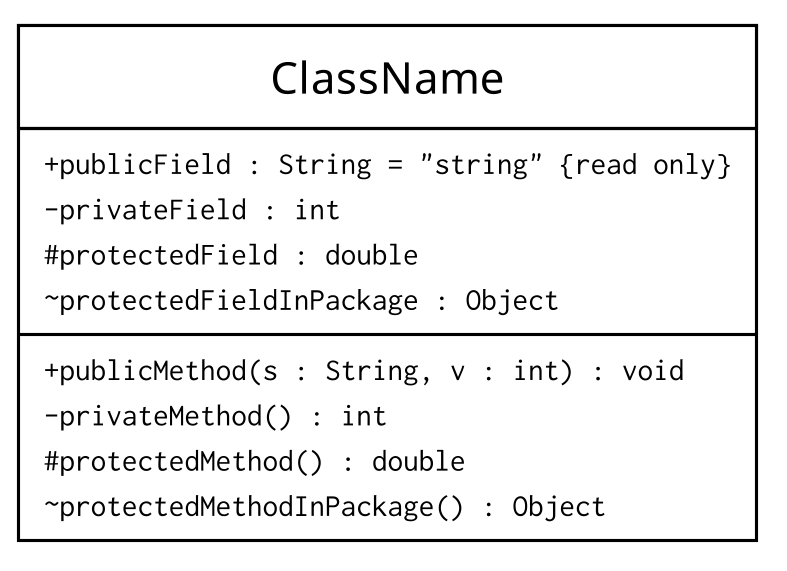 ClassName
+publicField : String = "string" {read only}
-privateField : int
#protectedField : double
~protectedFieldInPackage : Object
+publicMethod(s : String, v : int) : void
-privateMethod() : int
#protectedMethod() : double
~protectedMethodInPackage() : Object